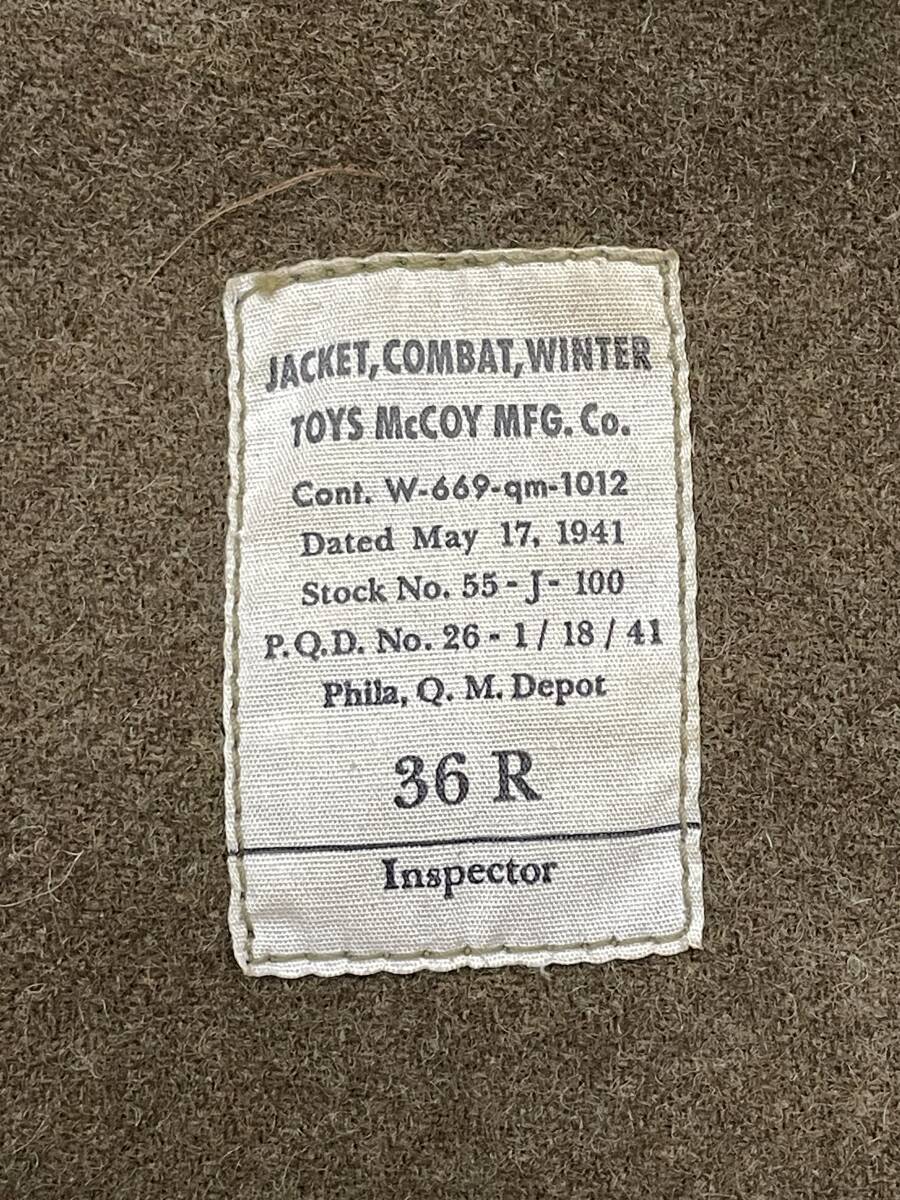 JACKET,COMBAT,WINTER
TOYS McCOY MFG. Co.
Cont. W-669-qm-1012
Dated May 17, 1941
Stock No. 55 - J - 100
P.Q.D. No. 26 - 1 / 18 / 41
Phila, Q. M. Depot
36 R
Inspector